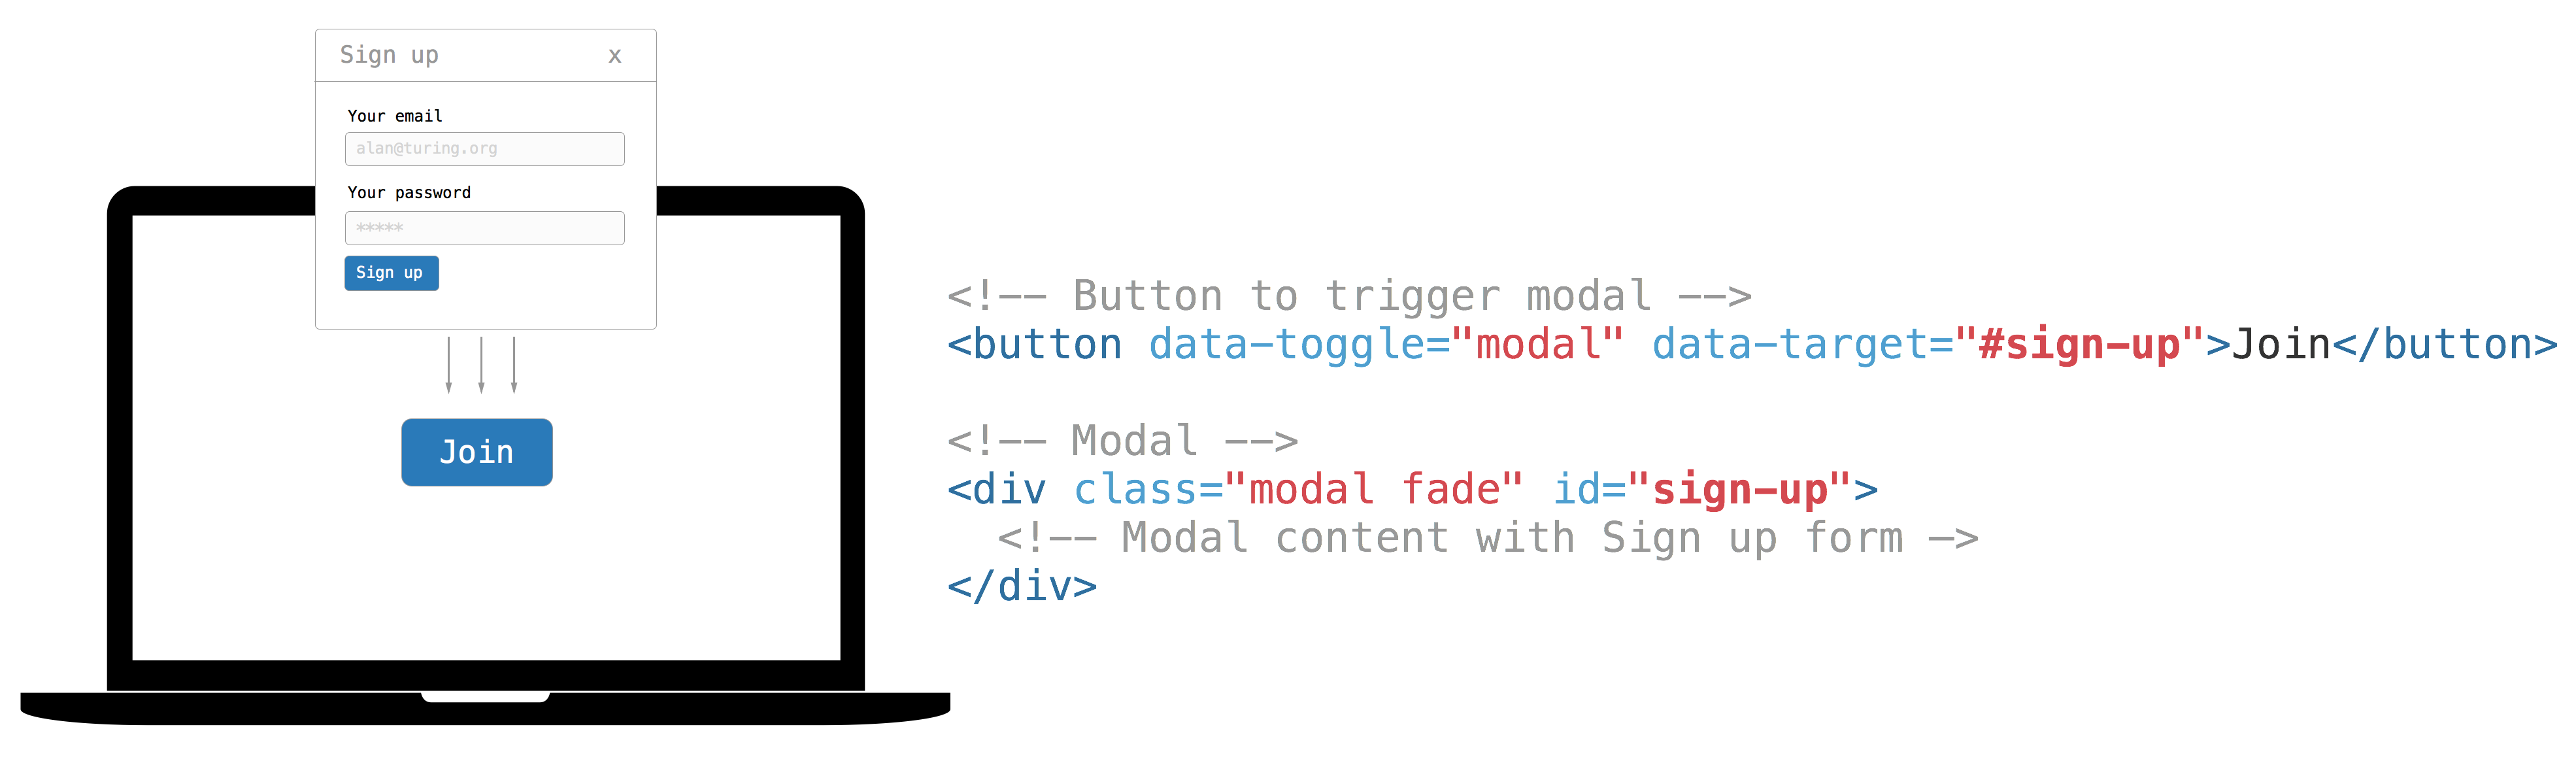 Sign up x
Your email
alan@turing.org
Your password
*****
Sign up
Join
<!-- Button to trigger modal -->
<button data-toggle="modal" data-target="#sign-up">Join</button>
<!-- Modal -->
<div class="modal fade" id="sign-up">
<!-- Modal content with Sign up form —>
</div>